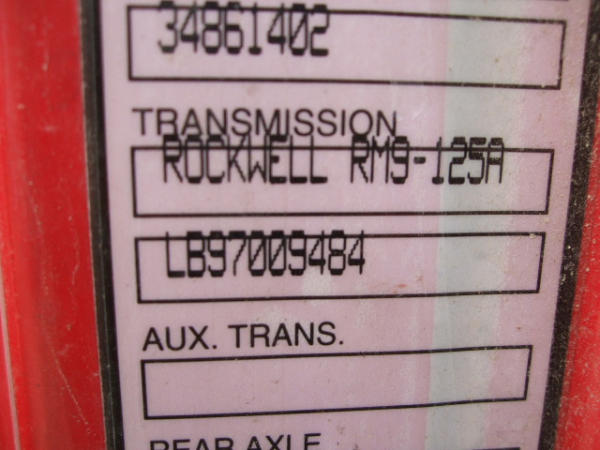 34861402
TRANSMISSION
ROCKWELL RM9-125A
LB97009484
AUX. TRANS.
REAR AXLE